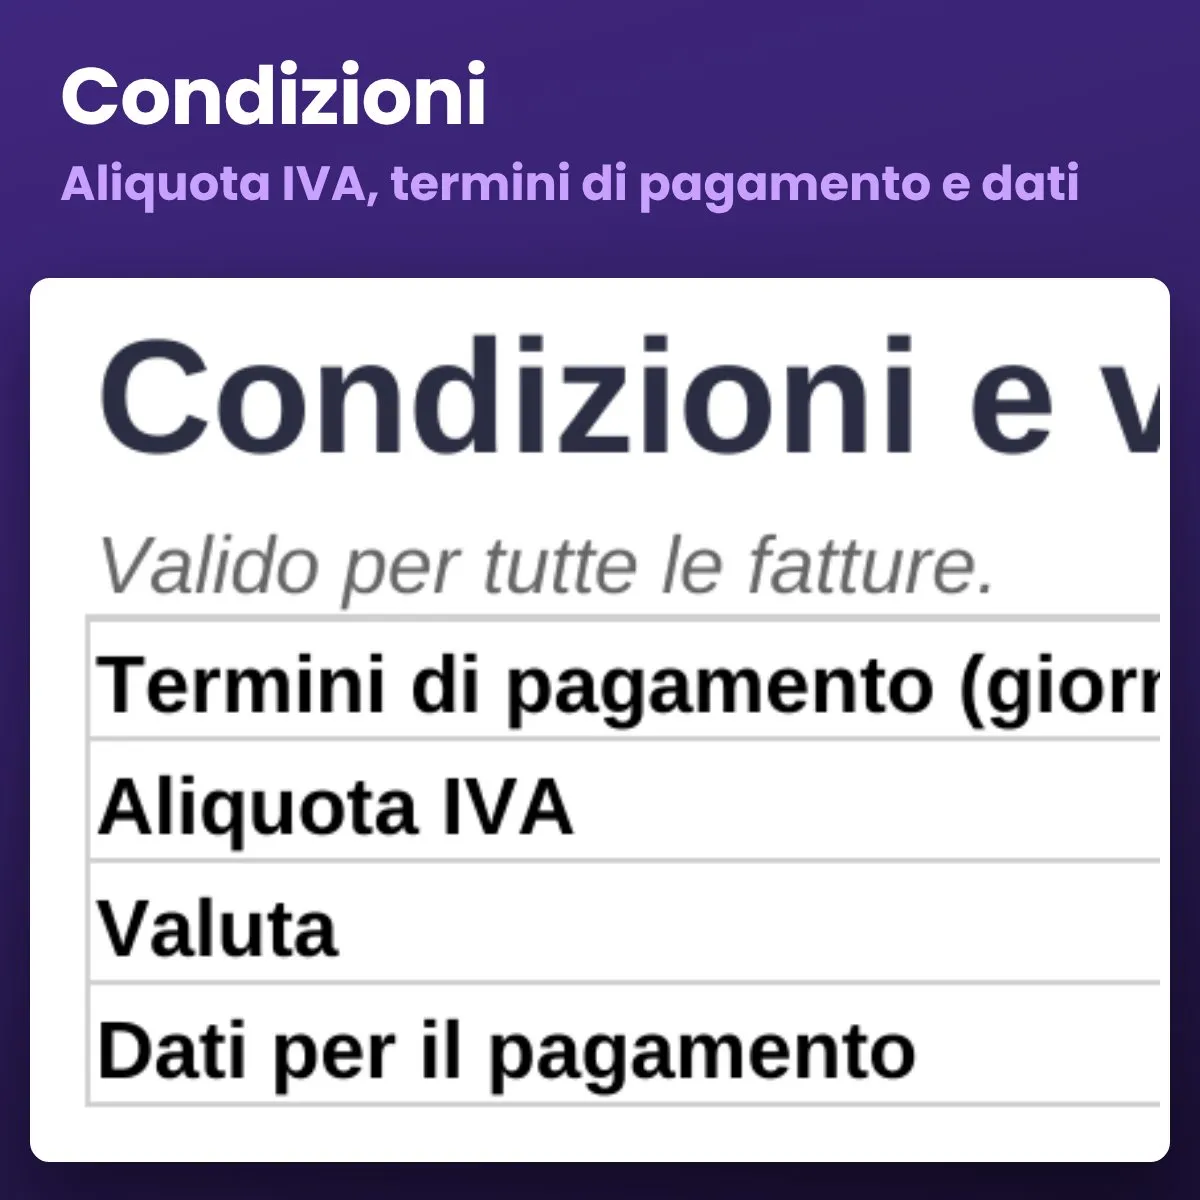 Condizioni
Aliquota IVA, termini di pagamento e dati
Condizioni e
Valido per tutte le fatture.
Termini di pagamento
Aliquota IVA
Valuta
Dati per il pagamento